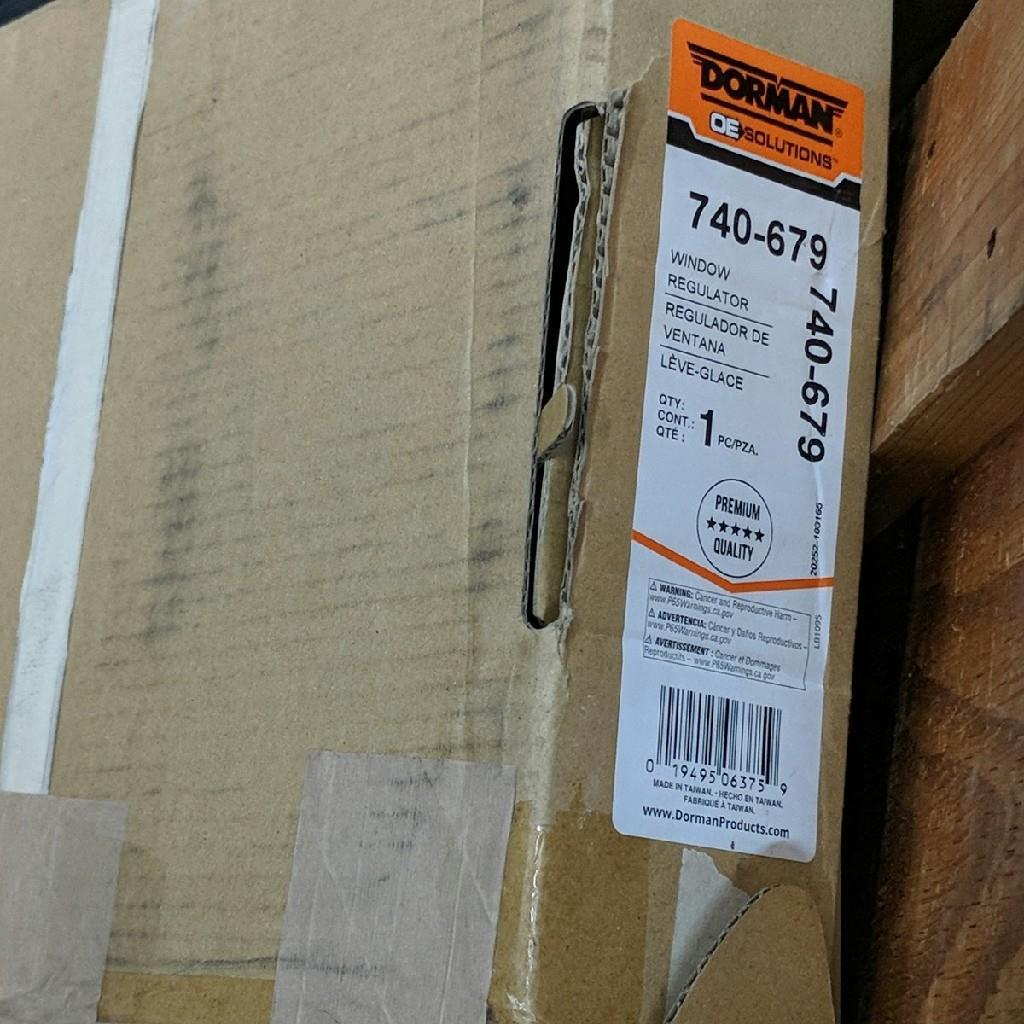 DORMAN®
OE SOLUTIONS™
740-679
740-679
WINDOW
REGULATOR
REGULADOR DE
VENTANA
LÈVE-GLACE
QTY:
CONT.: 1 PC/PZA.
QTÉ :
PREMIUM
★★★★★
QUALITY
⚠ WARNING: Cancer and Reproductive Harm –
www.P65Warnings.ca.gov
⚠ ADVERTENCIA: Cáncer y Daños Reproductivos –
www.P65Warnings.ca.gov
⚠ AVERTISSEMENT : Cancer et Dommages
Reproductifs – www.P65Warnings.ca.gov
LB1095
0 19495 06375 9
MADE IN TAIWAN. - HECHO EN TAIWAN.
FABRIQUÉ À TAIWAN.
www.DormanProducts.com